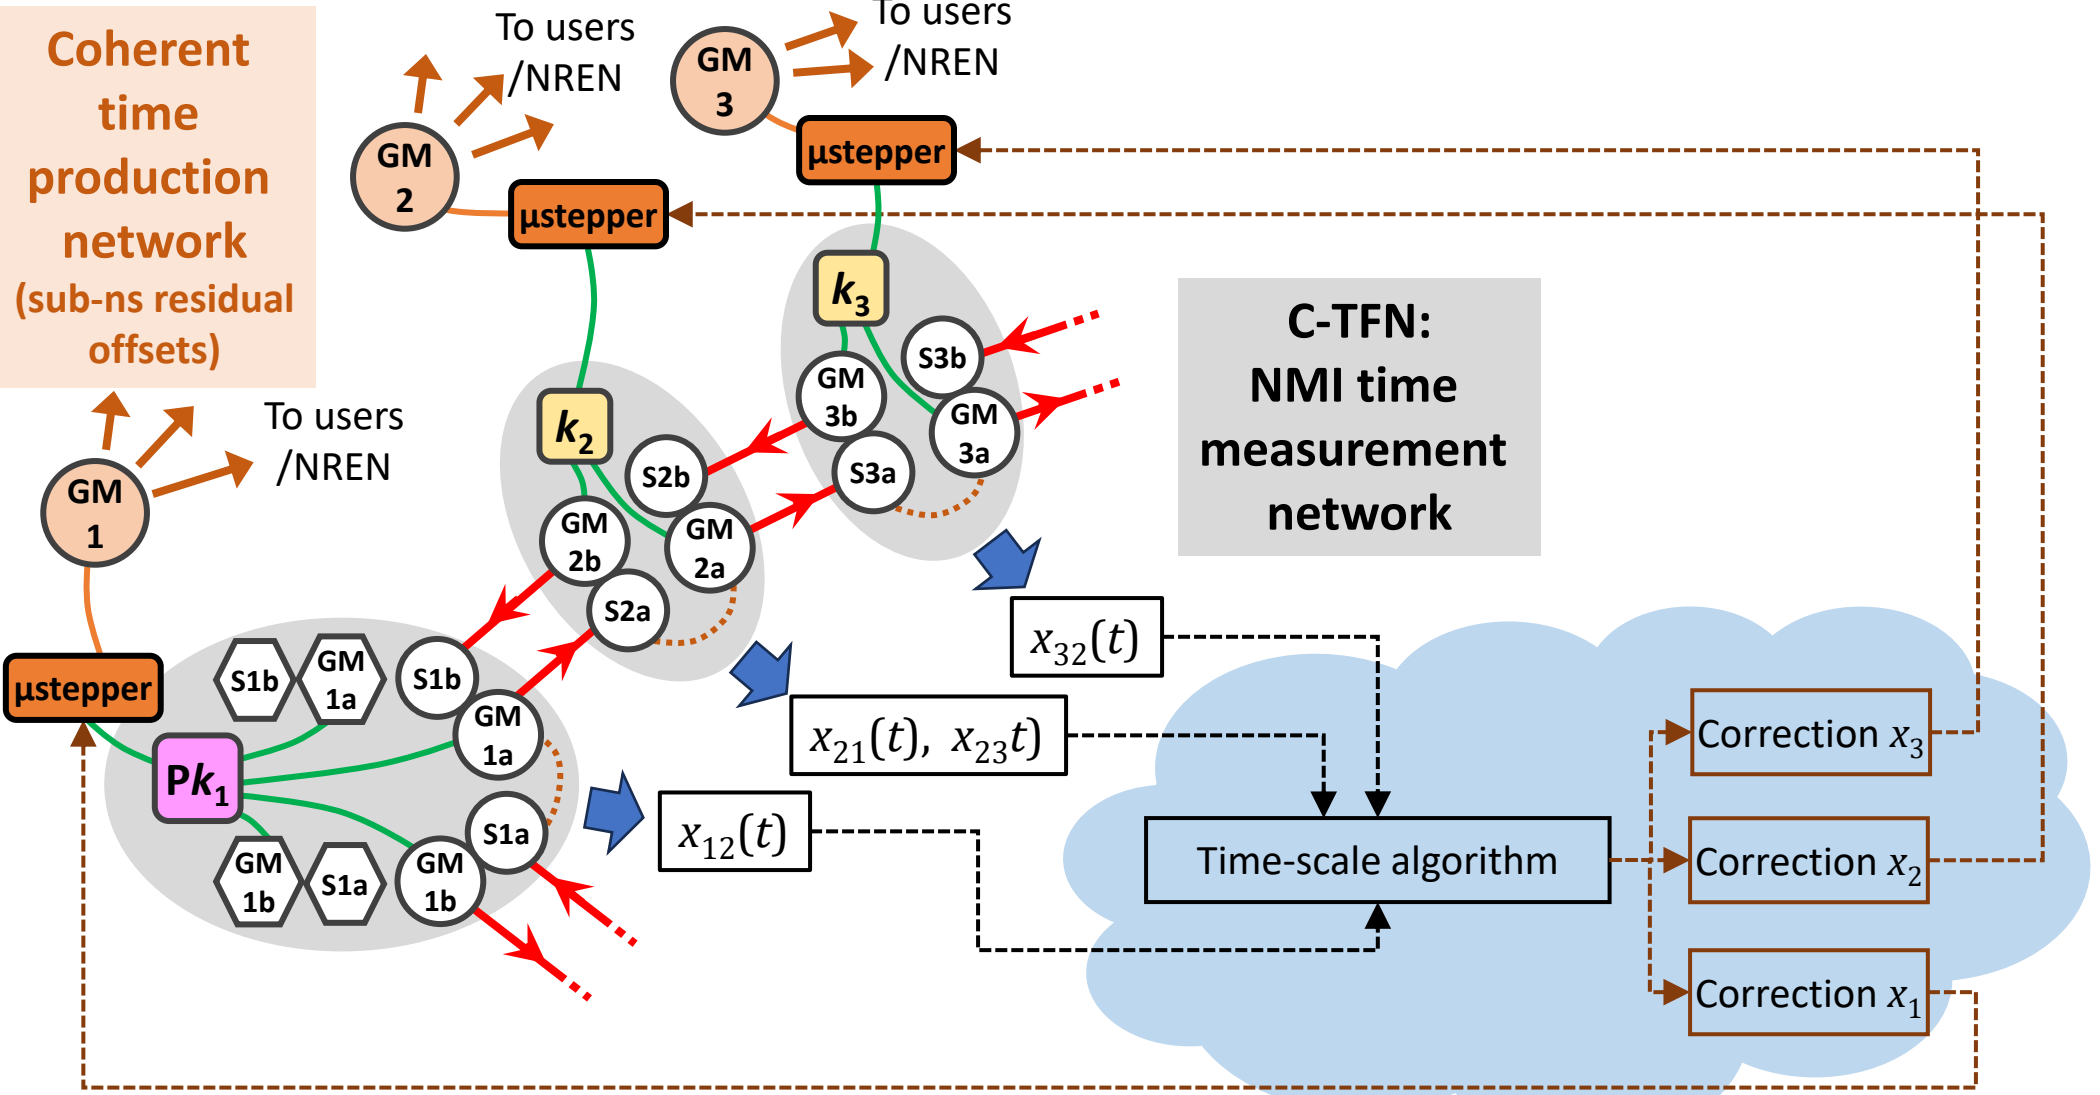 Coherent
time
production
network
(sub-ns residual
offsets)
To users
/NREN
GM
2
µstepper
To users
/NREN
GM
3
µstepper
k3
S3b
GM
3b
GM
3a
S3a
C-TFN:
NMI time
measurement
network
k2
S2b
GM
2b
GM
2a
S2a
To users
/NREN
GM
1
µstepper
S1b
GM
1a
S1b
GM
1a
Pk1
GM
1b
S1a
GM
1b
S1a
x32(t)
x21(t), x23t)
x12(t)
Time-scale algorithm
Correction x3
Correction x2
Correction x1